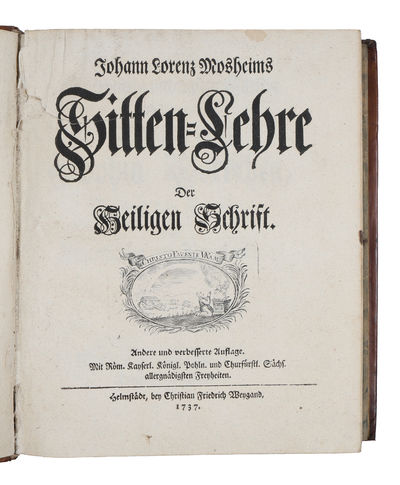 Johann Lorenz Mosheims
Sitten-Lehre
Der
Heiligen Schrift.
Andere und verbesserte Auflage.
Mit Röm. Kayserl. Königl. Pohln. und Churfürstl. Sächs.
allergnädigsten Freyheiten.
Helmstädt, bey Christian Friedrich Weygand,
1737.